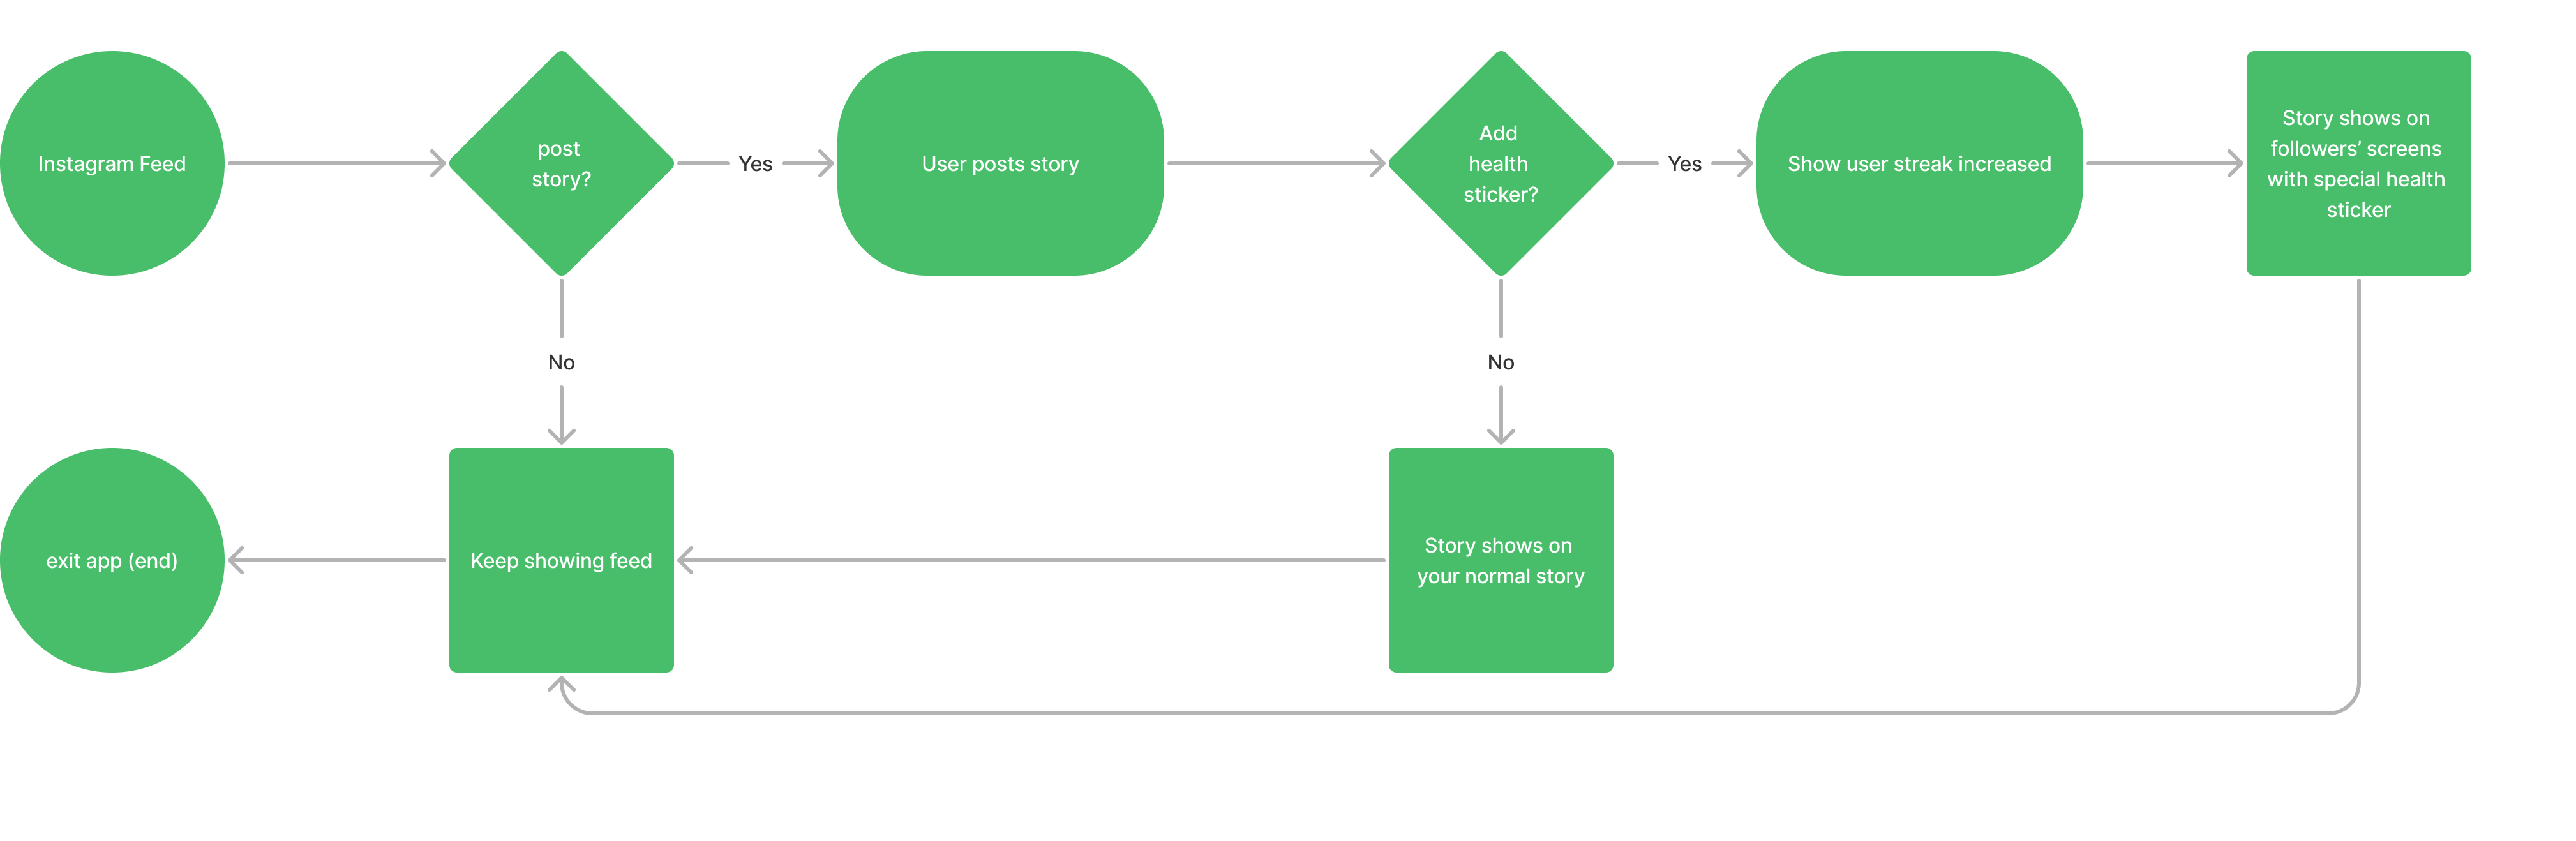 Instagram Feed
post
story?
Yes
User posts story
Add
health
sticker?
Yes
Show user streak increased
Story shows on
followers’ screens
with special health
sticker
No
No
exit app (end)
Keep showing feed
Story shows on
your normal story